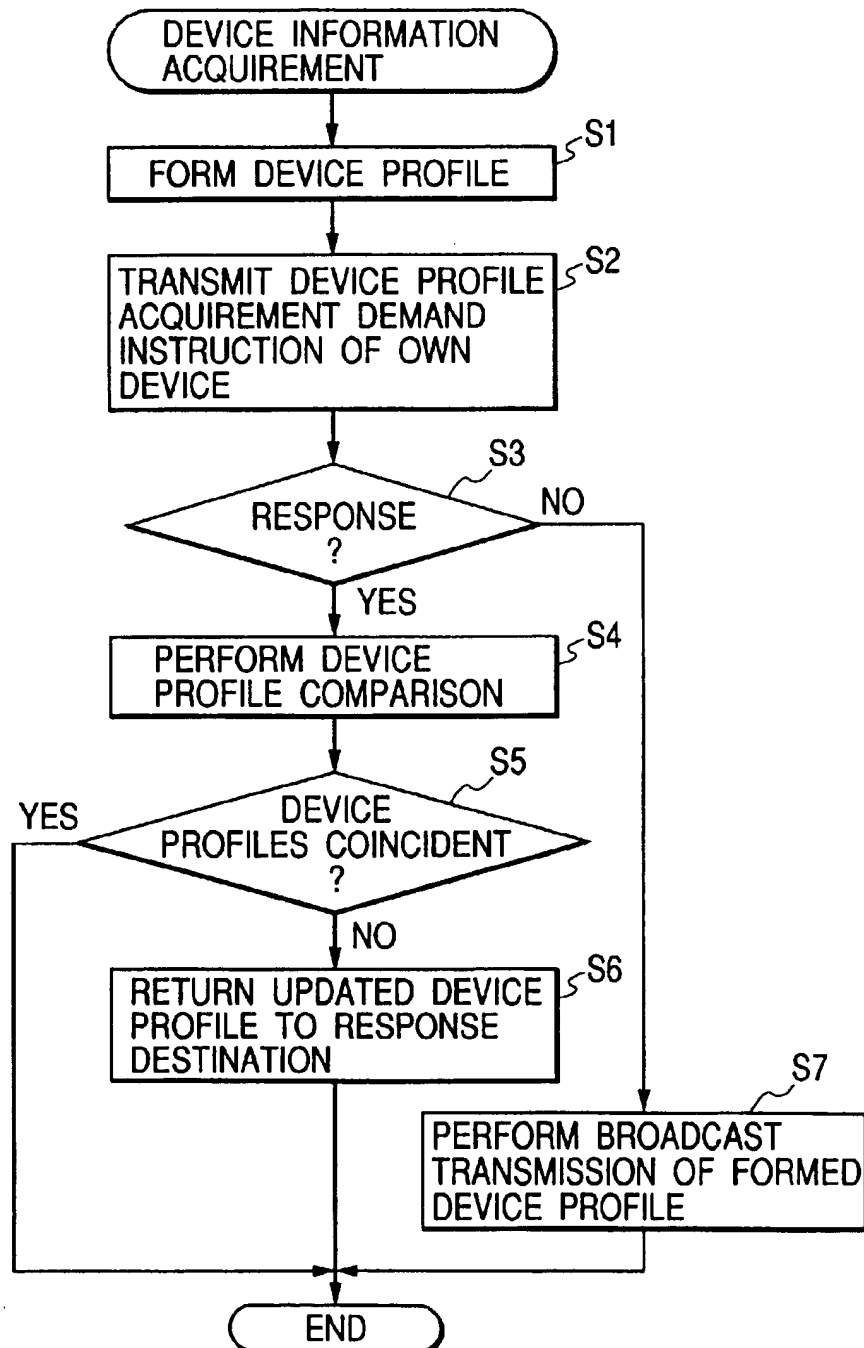 DEVICE INFORMATION
ACQUIREMENT
S1
FORM DEVICE PROFILE
S2
TRANSMIT DEVICE PROFILE
ACQUIREMENT DEMAND
INSTRUCTION OF OWN
DEVICE
S3
RESPONSE
?
NO
YES
S4
PERFORM DEVICE
PROFILE COMPARISON
S5
YES
DEVICE
PROFILES COINCIDENT
?
NO
S6
RETURN UPDATED DEVICE
PROFILE TO RESPONSE
DESTINATION
S7
PERFORM BROADCAST
TRANSMISSION OF FORMED
DEVICE PROFILE
END